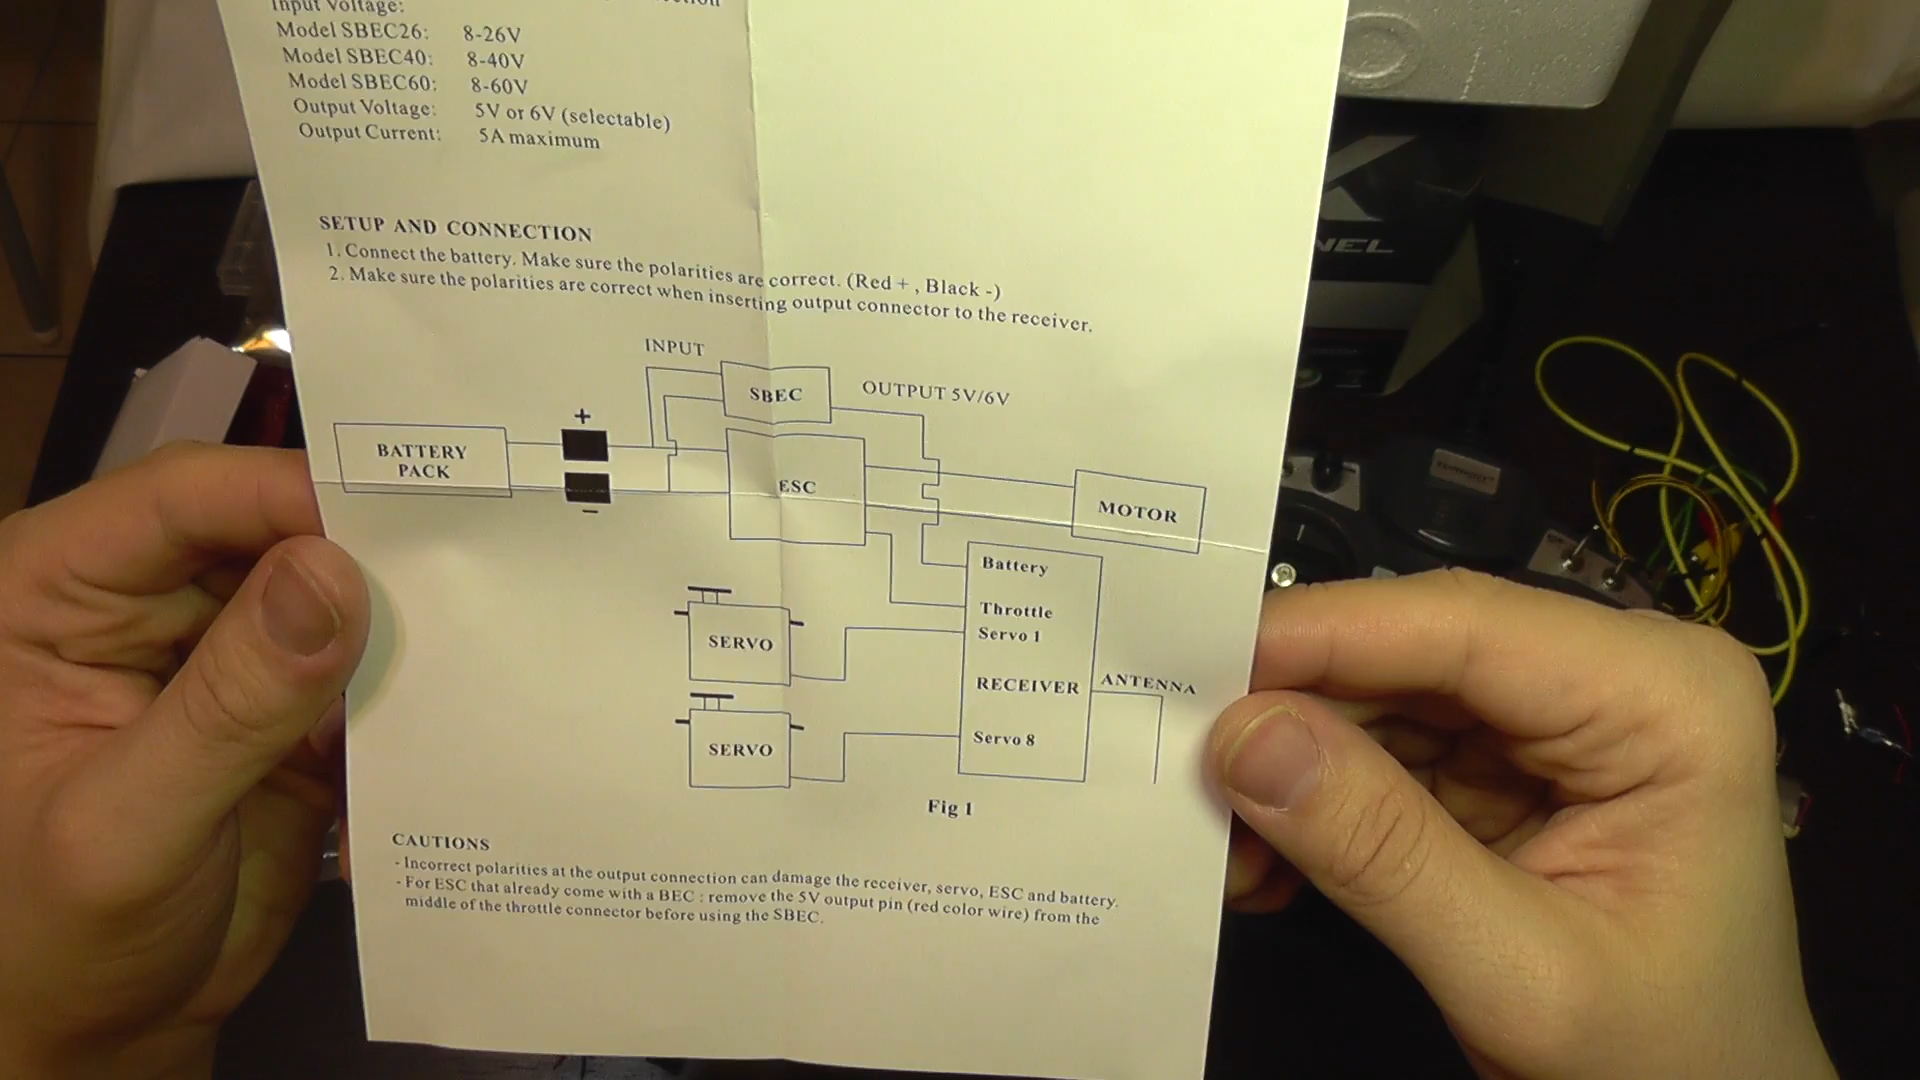 Input Voltage:
Model SBEC26: 8-26V
Model SBEC40: 8-40V
Model SBEC60: 8-60V
Output Voltage: 5V or 6V (selectable)
Output Current: 5A maximum
SETUP AND CONNECTION
1. Connect the battery. Make sure the polarities are correct. (Red + , Black -)
2. Make sure the polarities are correct when inserting output connector to the receiver.
INPUT
SBEC
OUTPUT 5V/6V
+
BATTERY
PACK
-
ESC
MOTOR
Battery
Throttle
Servo 1
SERVO
RECEIVER
ANTENNA
Servo 8
SERVO
Fig 1
CAUTIONS
- Incorrect polarities at the output connection can damage the receiver, servo, ESC and battery.
- For ESC that already come with a BEC : remove the 5V output pin (red color wire) from the
middle of the throttle connector before using the SBEC.